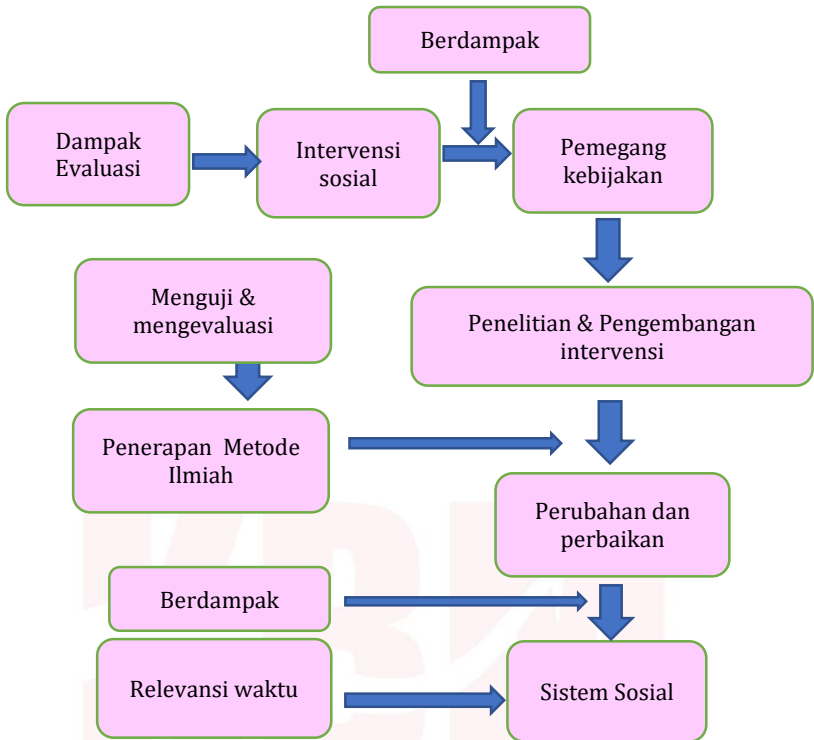 Berdampak
Dampak
Evaluasi
Intervensi
sosial
Pemegang
kebijakan
Menguji &
mengevaluasi
Penelitian & Pengembangan
intervensi
Penerapan Metode
Ilmiah
Perubahan dan
perbaikan
Berdampak
Relevansi waktu
Sistem Sosial